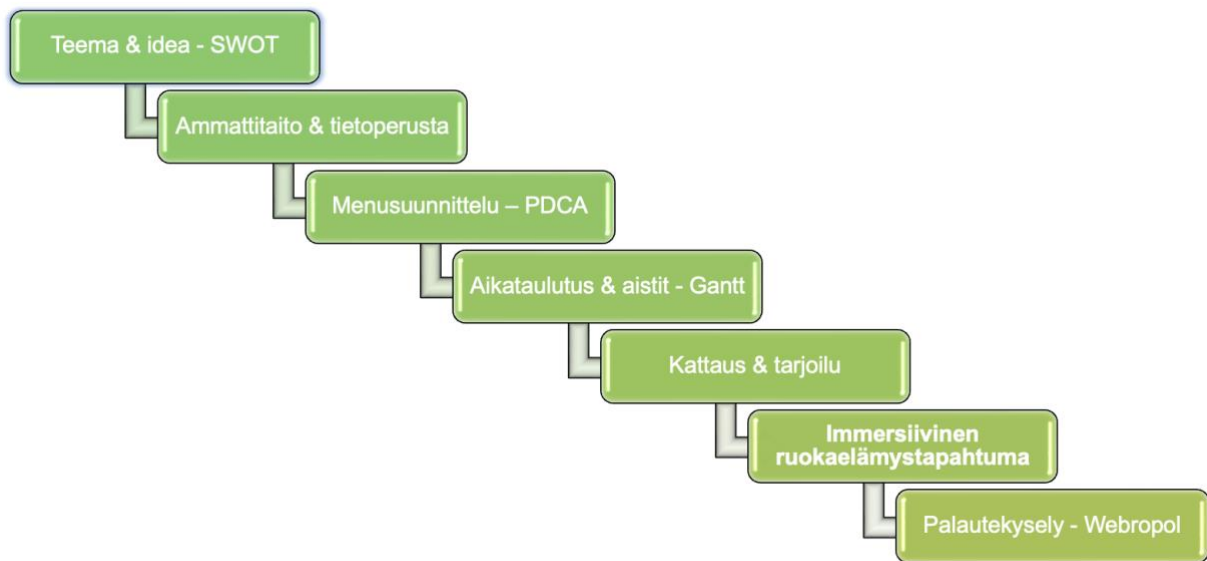 Teema & idea - SWOT
Ammattitaito & tietoperusta
Menusuunnittelu – PDCA
Aikataulutus & aistit - Gantt
Kattaus & tarjoilu
Immersiivinen
ruokaelämystapahtuma
Palautekysely - Webropol